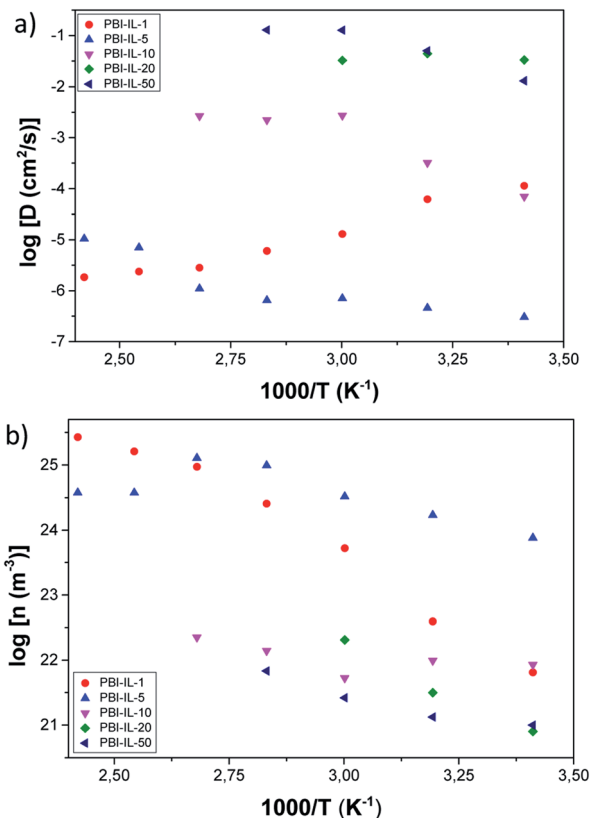 a)
PBI-IL-1
PBI-IL-5
PBI-IL-10
PBI-IL-20
PBI-IL-50
log [D (cm²/s)]
-1
-2
-3
-4
-5
-6
-7
2,50 2,75 3,00 3,25 3,50
1000/T (K⁻¹)
b)
log [n (m⁻³)]
25
24
23
22
21
PBI-IL-1
PBI-IL-5
PBI-IL-10
PBI-IL-20
PBI-IL-50
2,50 2,75 3,00 3,25 3,50
1000/T (K⁻¹)